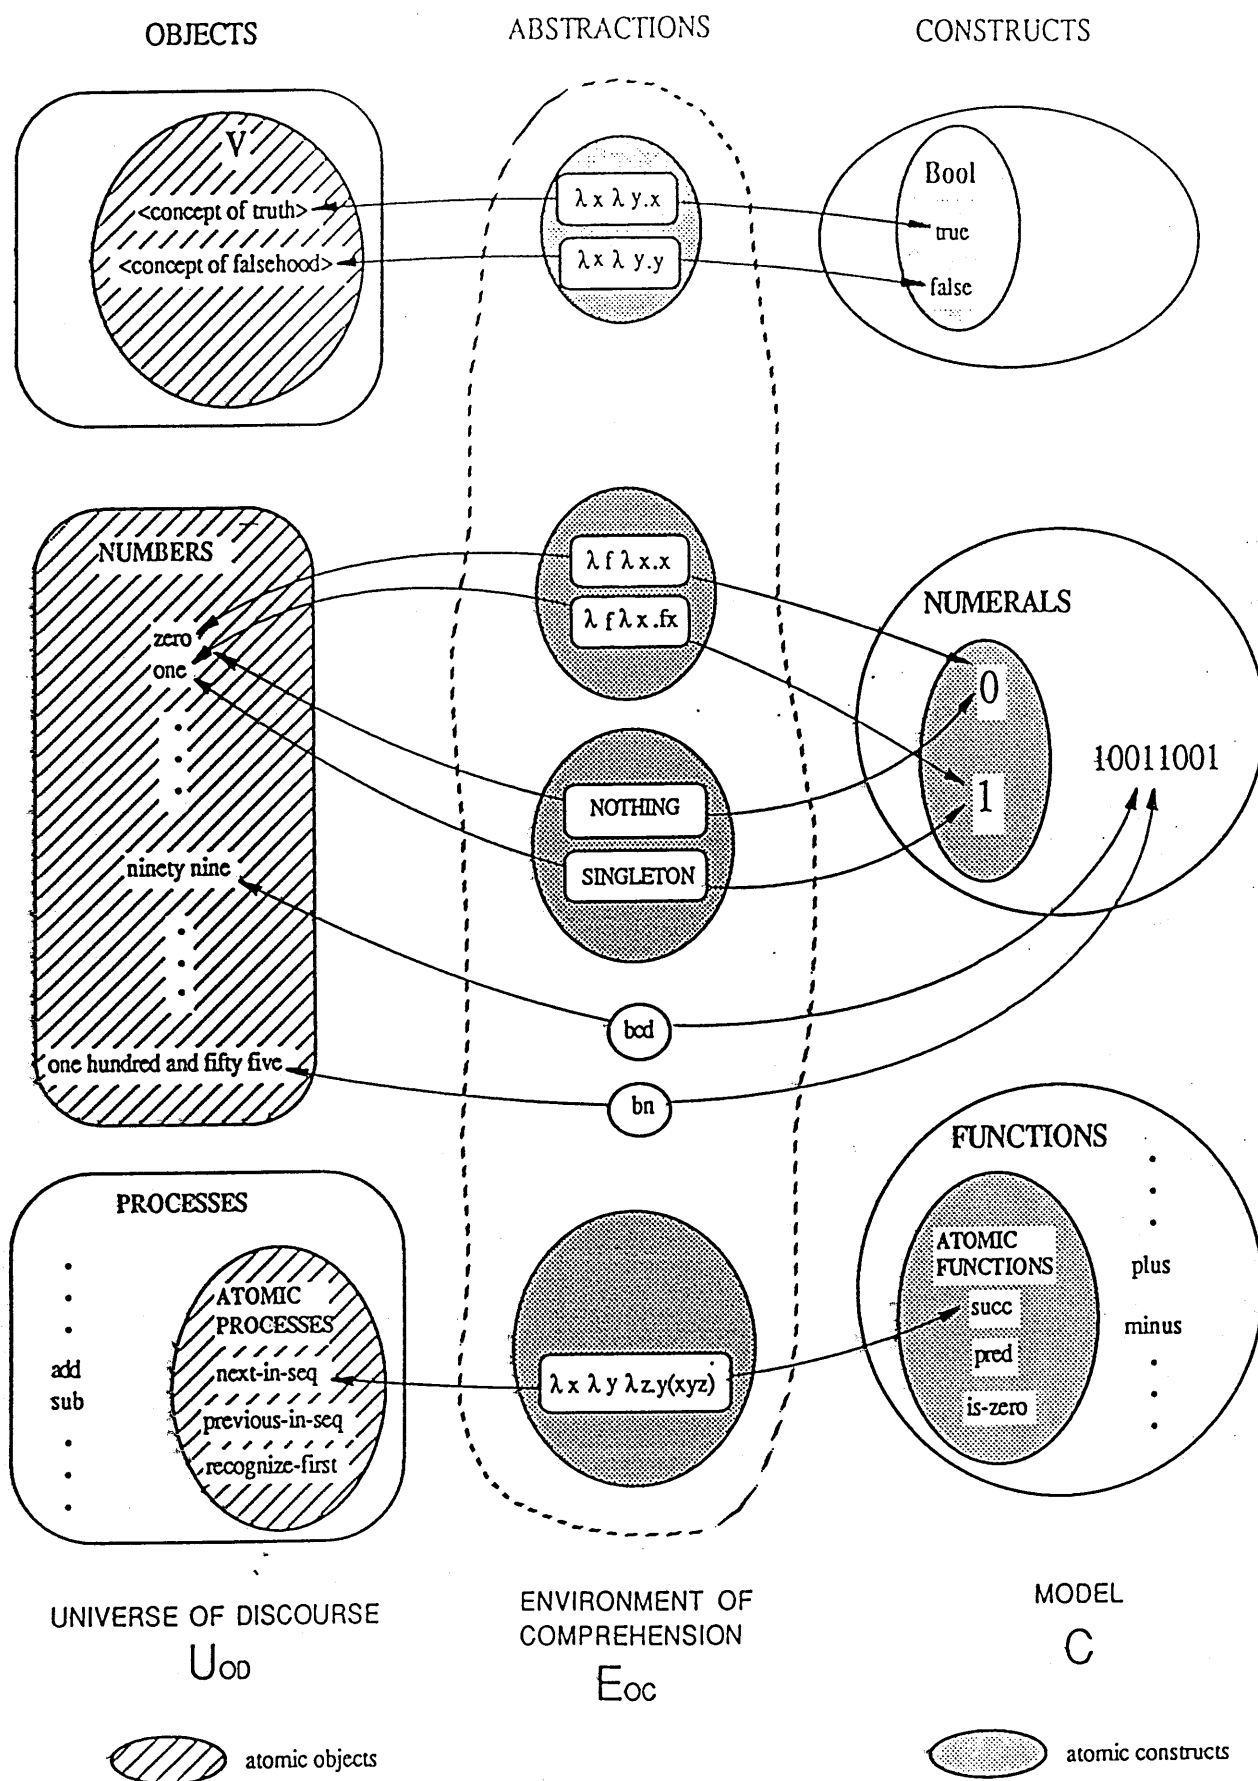 OBJECTS
ABSTRACTIONS
CONSTRUCTS
V
<concept of truth>
<concept of falsehood>
λ x λ y.x
λ x λ y.y
Bool
true
false
NUMBERS
zero
one
ninety nine
one hundred and fifty five
λ f λ x.x
λ f λ x.fx
NOTHING
SINGLETON
bcd
bn
NUMERALS
0
1
10011001
PROCESSES
add
sub
ATOMIC
PROCESSES
next-in-seq
previous-in-seq
recognize-first
λ x λ y λz.y(xyz)
FUNCTIONS
ATOMIC
FUNCTIONS
succ
pred
is-zero
plus
minus
UNIVERSE OF DISCOURSE
UOD
ENVIRONMENT OF
COMPREHENSION
EOC
MODEL
C
atomic objects
atomic constructs